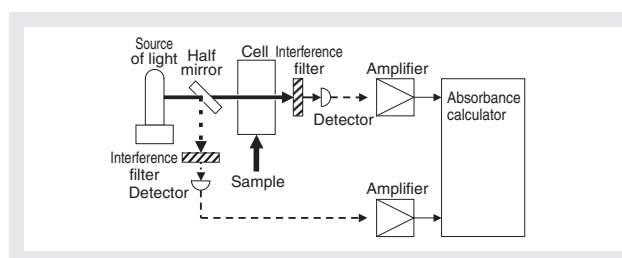 Source
of light
Half
mirror
Cell
Interference
filter
Amplifier
Detector
Absorbance
calculator
Interference
filter
Detector
Sample
Amplifier